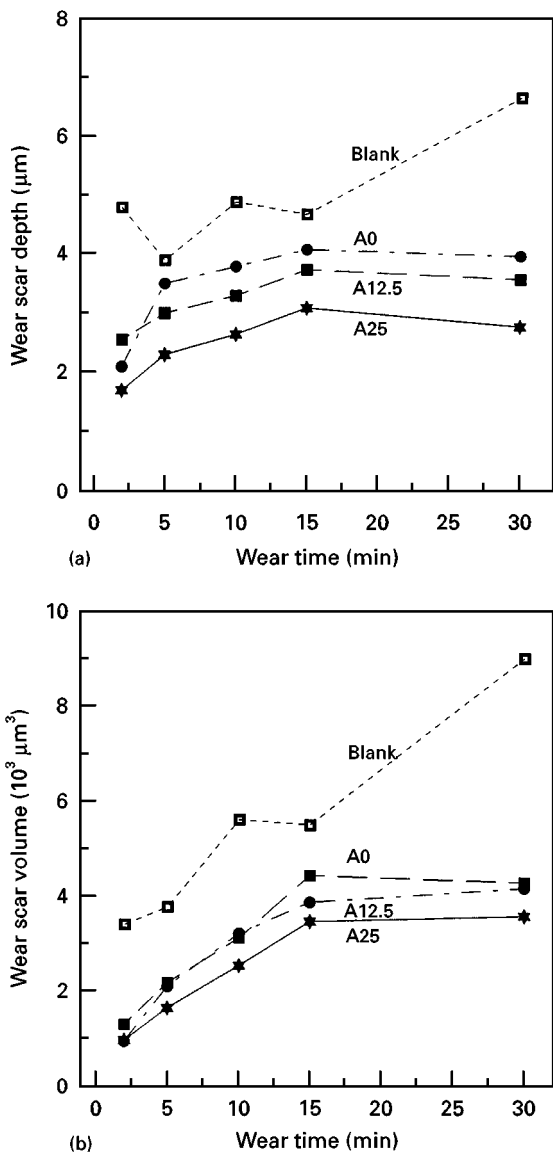 8
6
4
2
0
Wear scar depth (μm)
Blank
A0
A12.5
A25
0 5 10 15 20 25 30
(a) Wear time (min)
10
8
6
4
2
0
Wear scar volume (10³ μm³)
Blank
A0
A12.5
A25
0 5 10 15 20 25 30
(b) Wear time (min)